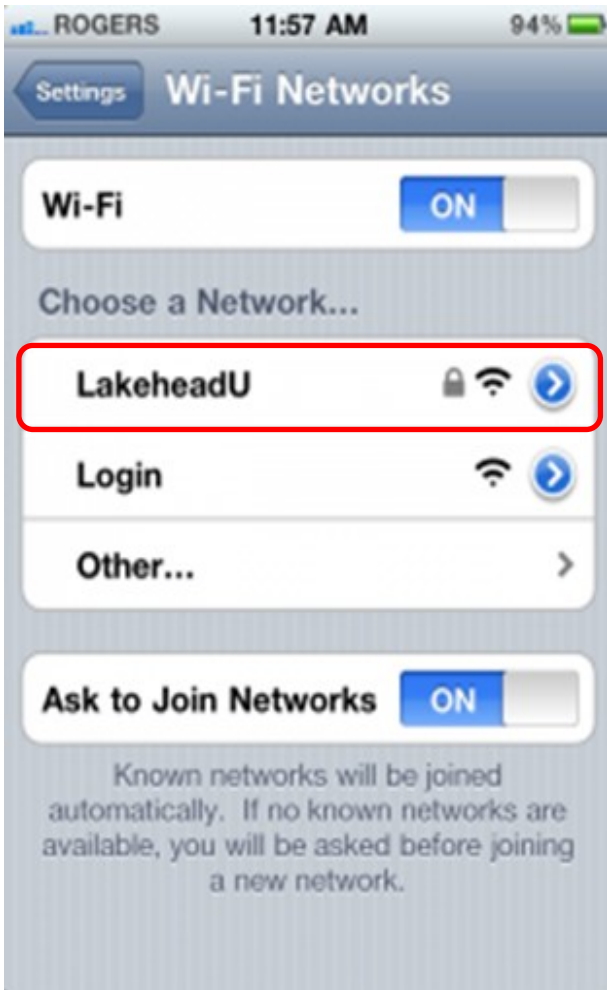 ROGERS 11:57 AM 94%
Settings Wi-Fi Networks
Wi-Fi ON
Choose a Network...
LakeheadU
Login
Other...
Ask to Join Networks ON
Known networks will be joined
automatically. If no known networks are
available, you will be asked before joining
a new network.